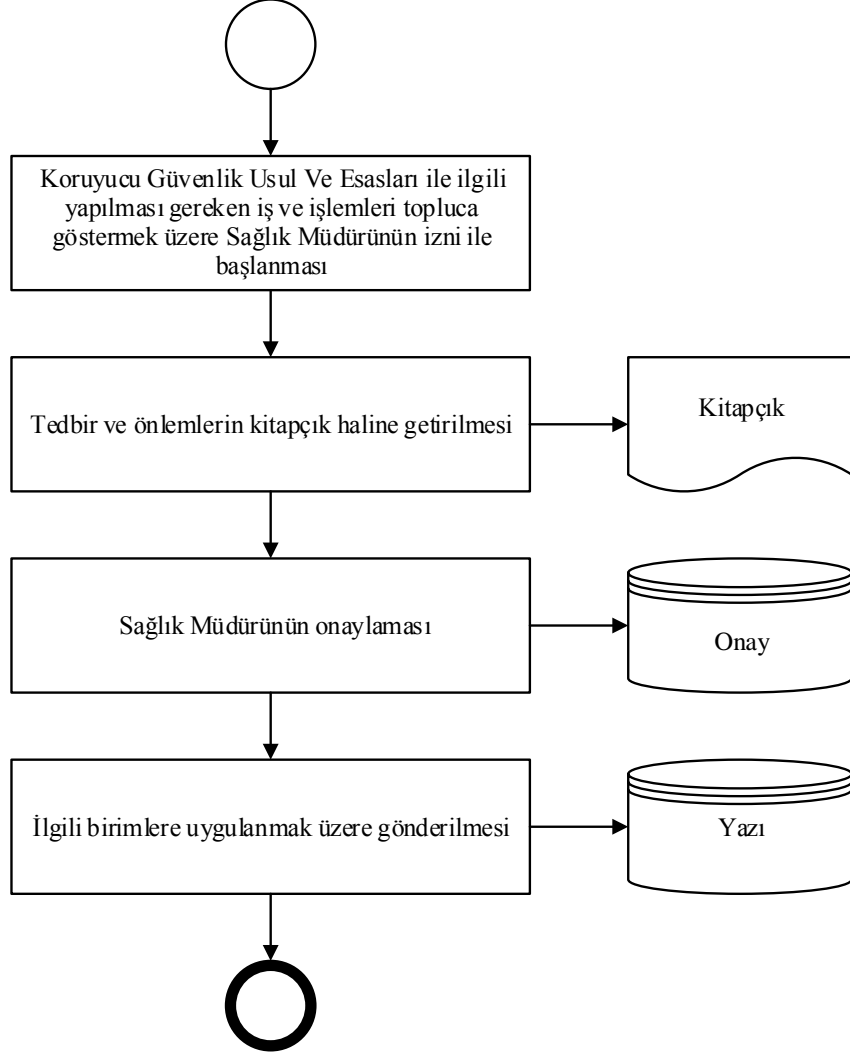 Koruyucu Güvenlik Usul Ve Esasları ile ilgili
yapılması gereken iş ve işlemleri topluca
göstermek üzere Sağlık Müdürünün izni ile
başlanması
Tedbir ve önlemlerin kitapçık haline getirilmesi
Kitapçık
Sağlık Müdürünün onaylaması
Onay
İlgili birimlere uygulanmak üzere gönderilmesi
Yazı